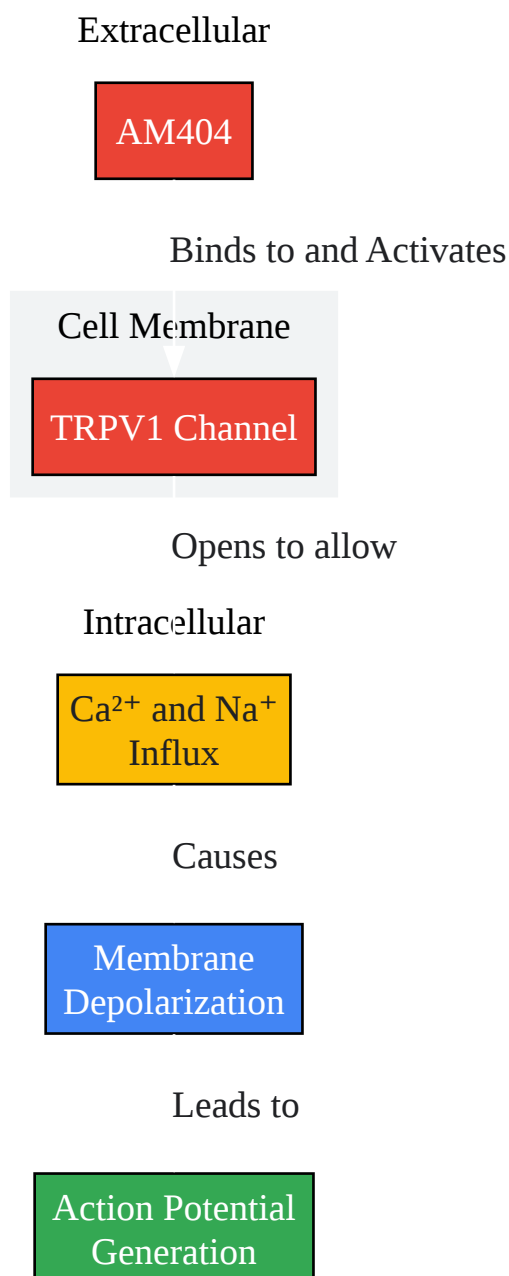 Extracellular
AM404
Binds to and Activates
Cell Membrane
TRPV1 Channel
Opens to allow
Intracellular
Ca²⁺ and Na⁺
Influx
Causes
Membrane
Depolarization
Leads to
Action Potential
Generation